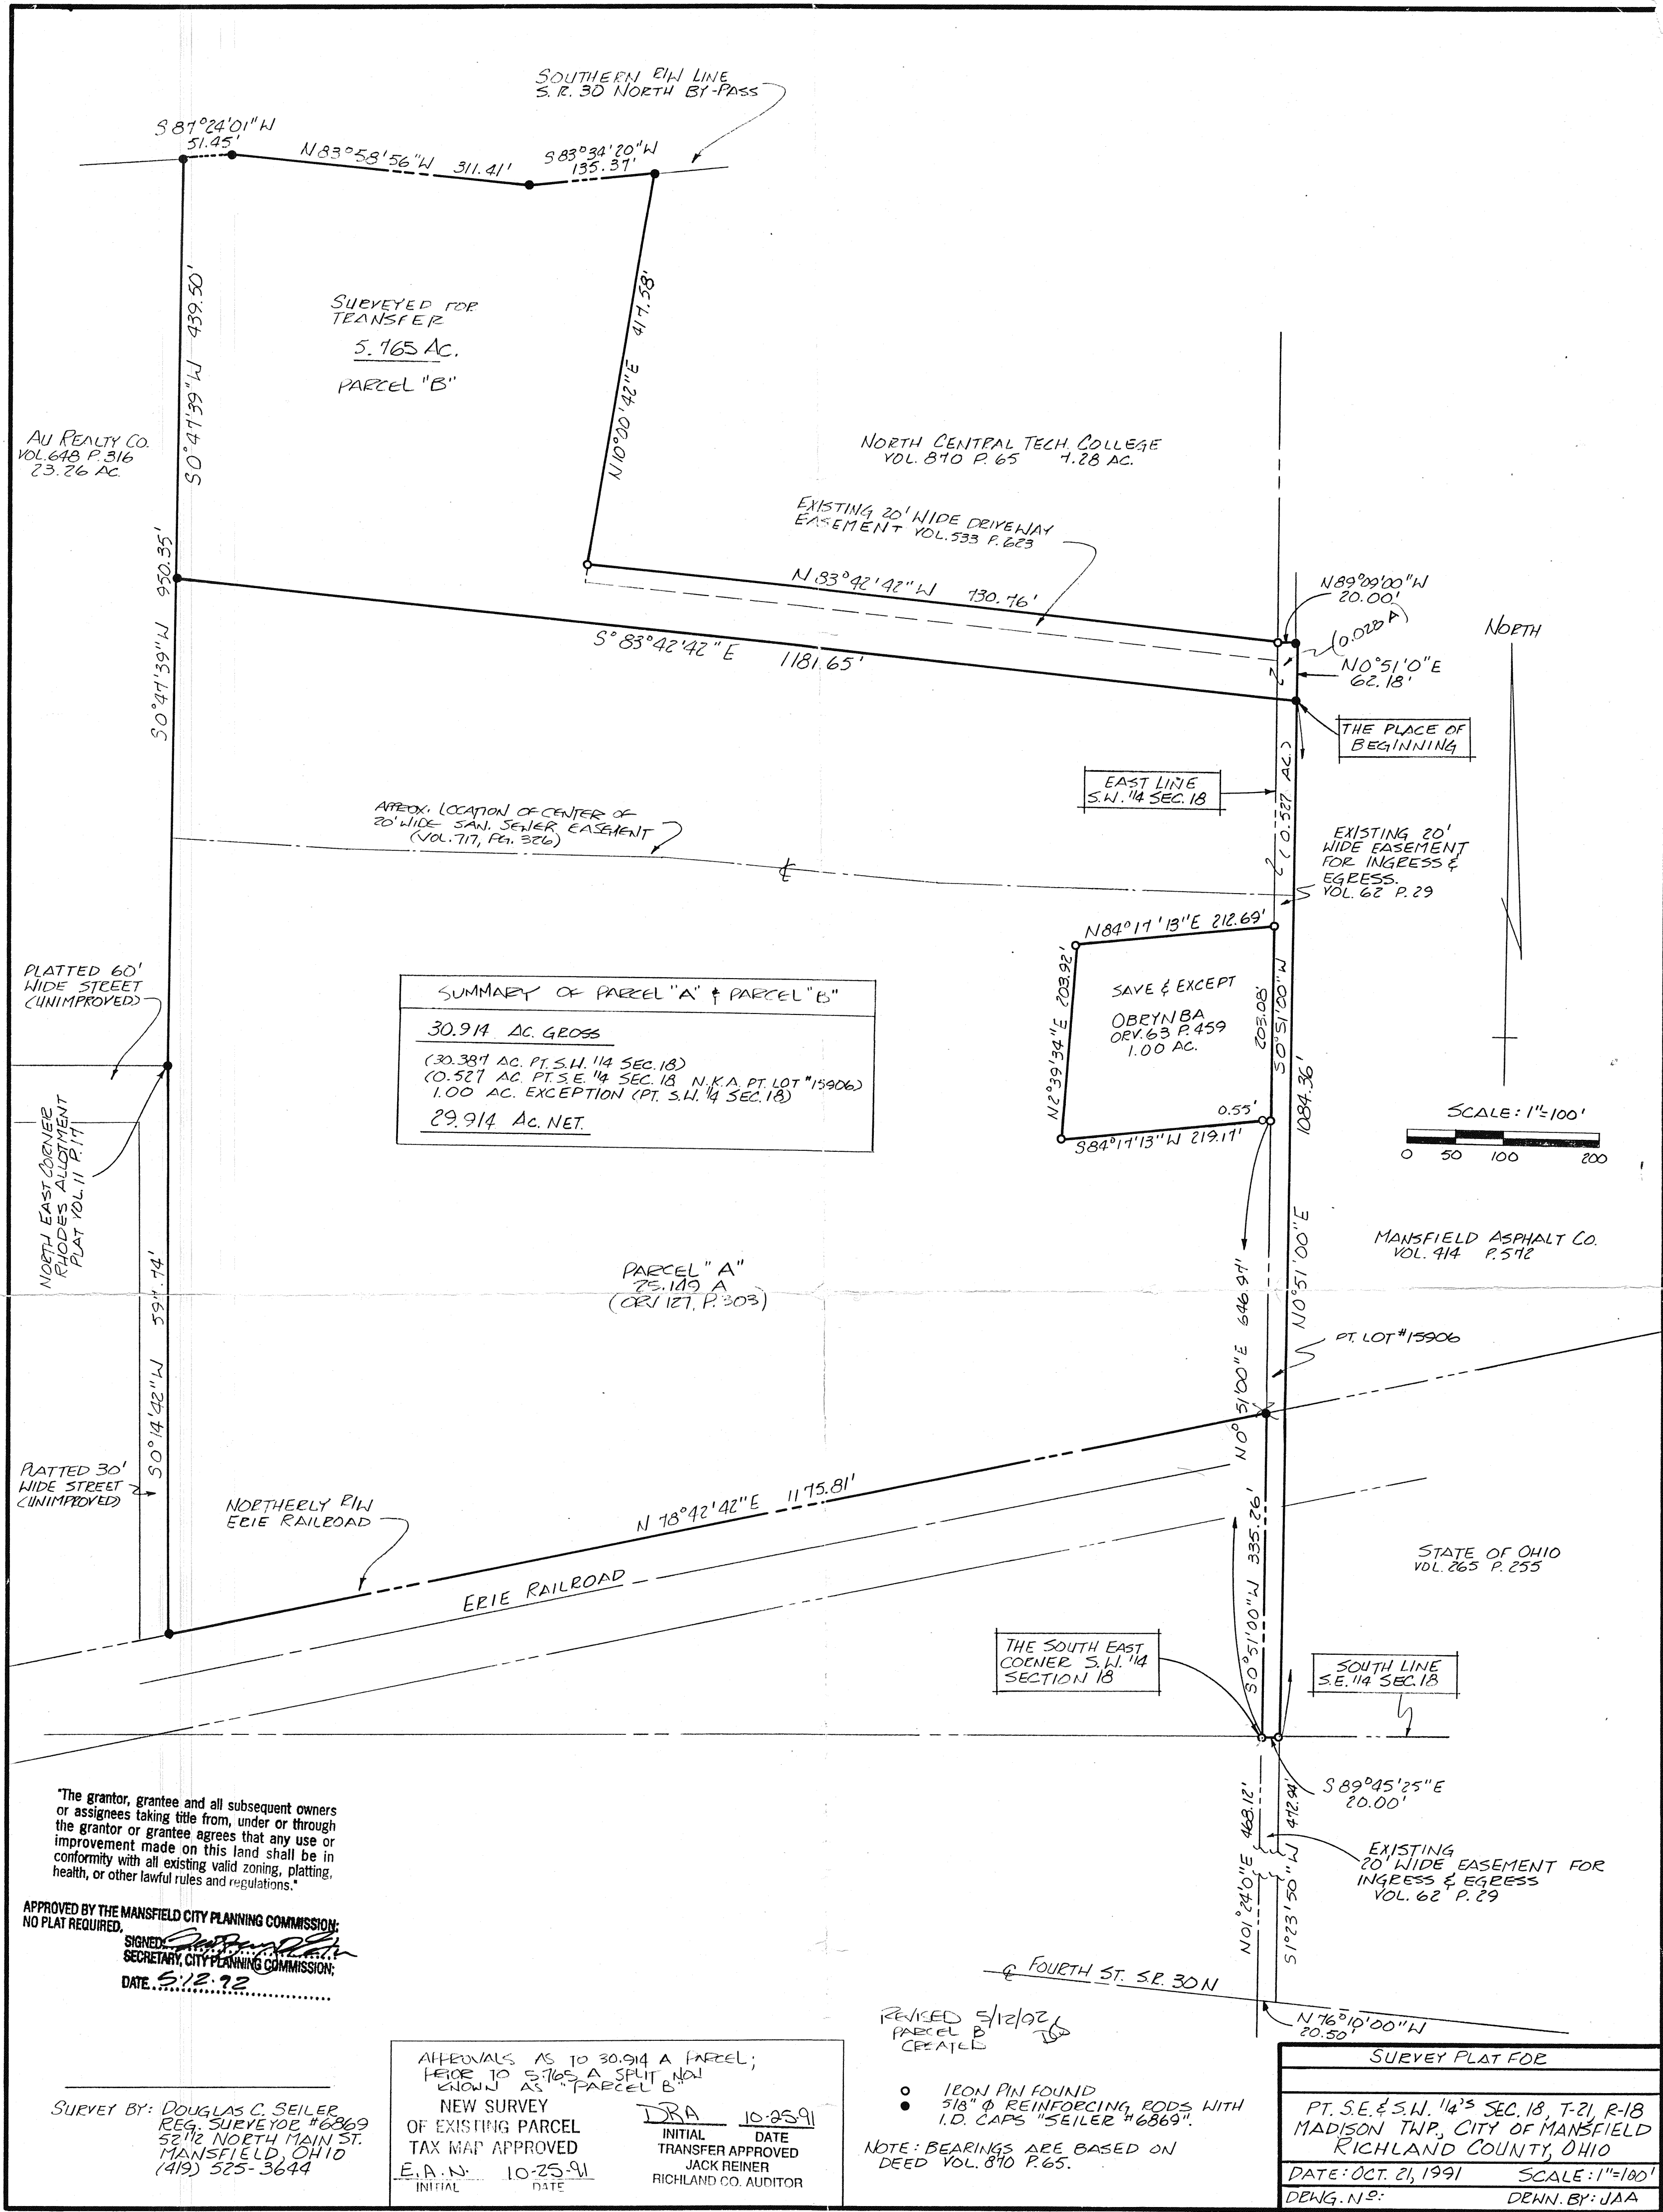 SOUTHERN R/W LINE
S.R. 30 NORTH BY-PASS
S 87°24'01"W
51.45'
N83°58'56"W 311.41'
S83°34'20"W
135.37'
S0°47'39"W 439.50'
SURVEYED FOR
TRANSFER
5.765 AC.
PARCEL "B"
N10°00'42"E 417.58'
AU REALTY CO.
VOL.648 P.316
23.26 AC.
NORTH CENTRAL TECH. COLLEGE
VOL. 870 P. 65 7.28 AC.
EXISTING 20' WIDE DRIVEWAY
EASEMENT VOL.533 P.623
N 83°42'42"W 730.76'
N89°09'00"W
20.00'
(0.028 A)
N0°51'0"E
62.18'
NORTH
S0°47'39"W 950.35'
S°83°42'42"E 1181.65'
THE PLACE OF
BEGINNING
EAST LINE
S.W. 1/4 SEC. 18
(0.527 AC.)
APPROX. LOCATION OF CENTER OF
20' WIDE SAN. SEWER EASEMENT
(VOL. 717, PG. 326)
℄
EXISTING 20'
WIDE EASEMENT
FOR INGRESS &
EGRESS.
VOL. 62 P.29
N84°17'13"E 212.69'
N2°39'34"E 203.92'
SAVE & EXCEPT
OBRYNBA
ORV.63 P.459
1.00 AC.
203.08'
S0°51'00"W
0.55'
S84°17'13"W 219.17'
1084.36'
N0°51'00"E
PLATTED 60'
WIDE STREET
(UNIMPROVED)
SUMMARY OF PARCEL "A" & PARCEL "B"
30.914 AC. GROSS
(30.387 AC. PT. S.W. 1/4 SEC. 18)
(0.527 AC. PT. S.E. 1/4 SEC. 18 N.K.A. PT. LOT #15906)
1.00 AC. EXCEPTION (PT. S.W. 1/4 SEC. 18)
29.914 AC. NET.
SCALE: 1"=100'
0 50 100 200
NORTH EAST CORNER
RHODES ALLOTMENT
PLAT VOL. 11 P. 17
S0°14'42"W 597.74'
PARCEL "A"
25.149 A
(ORV 127, P. 303)
N0°51'00"E 646.97'
MANSFIELD ASPHALT CO.
VOL. 414 P.572
PT. LOT #15906
PLATTED 30'
WIDE STREET
(UNIMPROVED)
NORTHERLY R/W
ERIE RAILROAD
N 78°42'42"E 1175.81'
ERIE RAILROAD
S0°51'00"W 335.26'
STATE OF OHIO
VOL. 265 P. 255
THE SOUTH EAST
CORNER S.W. 1/4
SECTION 18
SOUTH LINE
S.E. 1/4 SEC. 18
S 89°45'25"E
20.00'
N01°24'0"E 468.12'
S1°23'50"W 472.94'
EXISTING
20' WIDE EASEMENT FOR
INGRESS & EGRESS
VOL. 62 P. 29
℄ FOURTH ST. S.R. 30 N
N 76°10'00"W
20.50'
"The grantor, grantee and all subsequent owners
or assignees taking title from, under or through
the grantor or grantee agrees that any use or
improvement made on this land shall be in
conformity with all existing valid zoning, platting,
health, or other lawful rules and regulations."
APPROVED BY THE MANSFIELD CITY PLANNING COMMISSION;
NO PLAT REQUIRED.
SIGNED:
SECRETARY, CITY PLANNING COMMISSION;
DATE 5-12-92
SURVEY BY: DOUGLAS C. SEILER
REG. SURVEYOR #6869
52 1/2 NORTH MAIN ST.
MANSFIELD, OHIO
(419) 525-3644
APPROVALS AS TO 30.914 A PARCEL;
PRIOR TO 5.765 A SPLIT NOW
KNOWN AS "PARCEL B"
NEW SURVEY
OF EXISTING PARCEL
TAX MAP APPROVED
E.A.N. 10-25-91
INITIAL DATE
DRA 10-25-91
INITIAL DATE
TRANSFER APPROVED
JACK REINER
RICHLAND CO. AUDITOR
REVISED 5/12/92
PARCEL B
CREATED
○ IRON PIN FOUND
● 5/8" Ø REINFORCING RODS WITH
I.D. CAPS "SEILER #6869".
NOTE: BEARINGS ARE BASED ON
DEED VOL. 870 P.65.
SURVEY PLAT FOR
PT. S.E. & S.W. 1/4'S SEC. 18, T-21, R-18
MADISON TWP., CITY OF MANSFIELD
RICHLAND COUNTY, OHIO
DATE: OCT. 21, 1991 SCALE: 1"=100'
DRWG. Nº: DRWN. BY: JAA